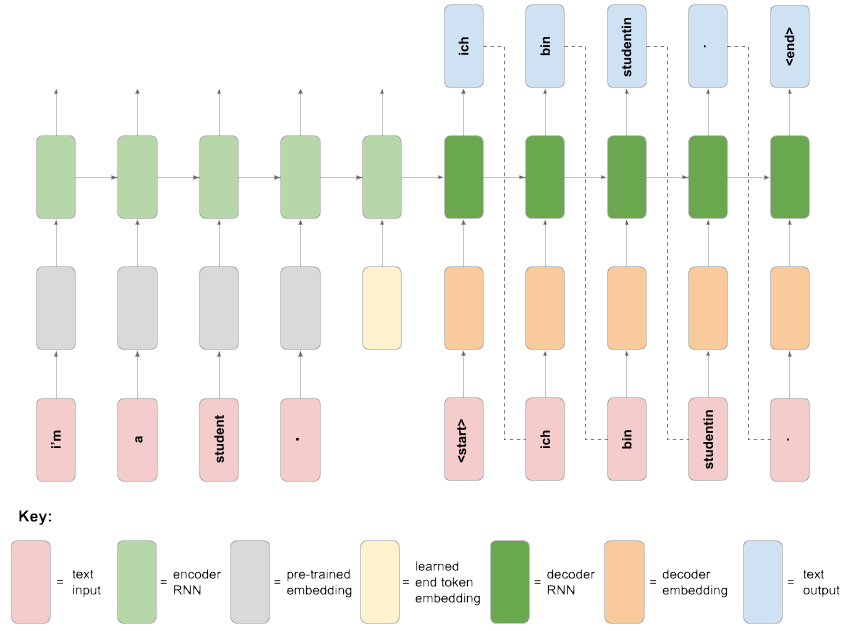 ich
bin
studentin
.
<end>
i'm
a
student
.
<start>
ich
bin
studentin
.
Key:
= text
input
= encoder
RNN
= pre-trained
embedding
= learned
end token
embedding
= decoder
RNN
= decoder
embedding
= text
output